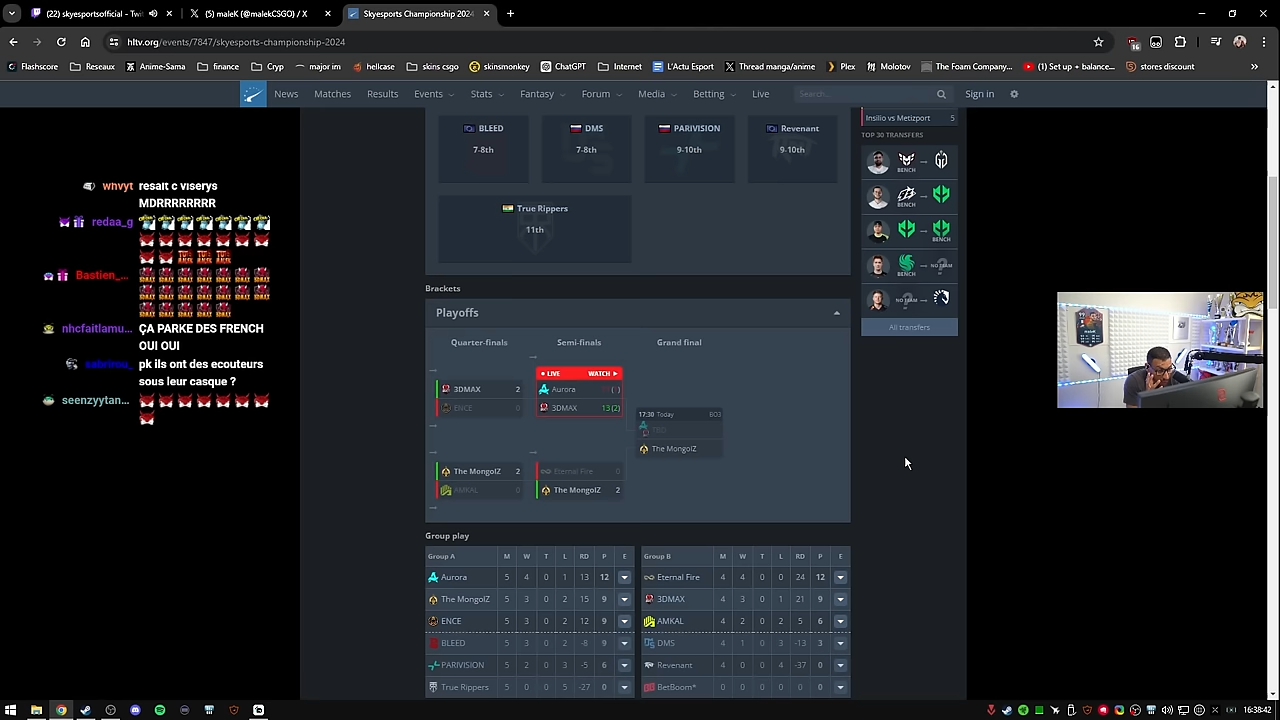 (22) skyesportsofficial - Twi
(5) maleK (@malekCSGO) / X
Skyesports Championship 2024
hltv.org/events/7847/skyesports-championship-2024
Flashscore
Reseaux
Anime-Sama
finance
Cryp
major im
hellcase
skins csgo
skinsmonkey
ChatGPT
Internet
L'Actu Esport
Thread manga/anime
Plex
Molotov
The Foam Company...
(1) Set up + balance...
stores discount
News
Matches
Results
Events
Stats
Fantasy
Forum
Media
Betting
Live
Search...
Sign in
BLEED
7-8th
DMS
7-8th
PARIVISION
9-10th
Revenant
9-10th
True Rippers
11th
Insilio vs Metizport 5
TOP 30 TRANSFERS
BENCH
BENCH
BENCH
BENCH
NO TEAM
NO TEAM
All transfers
whvyt resait c viserys
MDRRRRRRRR
redaa_g
Bastien_...
nhcfaitlamu... ÇA PARKE DES FRENCH
OUI OUI
sabrirou_ pk ils ont des ecouteurs
sous leur casque ?
seenzyytan...
Brackets
Playoffs
Quarter-finals
Semi-finals
Grand final
3DMAX 2
ENCE 0
The MongolZ 2
AMKAL 0
LIVE WATCH
Aurora ( )
3DMAX 13(2)
Eternal Fire 0
The MongolZ 2
17:30 Today BO3
TBD
The MongolZ
Group play
Group A M W T L RD P E
Aurora 5 4 0 1 13 12
The MongolZ 5 3 0 2 15 9
ENCE 5 3 0 2 12 9
BLEED 5 3 0 2 -8 9
PARIVISION 5 2 0 3 -5 6
True Rippers 5 0 0 5 -27 0
Group B M W T L RD P E
Eternal Fire 4 4 0 0 24 12
3DMAX 4 3 0 1 21 9
AMKAL 4 2 0 2 5 6
DMS 4 1 0 3 -13 3
Revenant 4 0 0 4 -37 0
BetBoom* 0 0 0 0 0 0
16:38:42